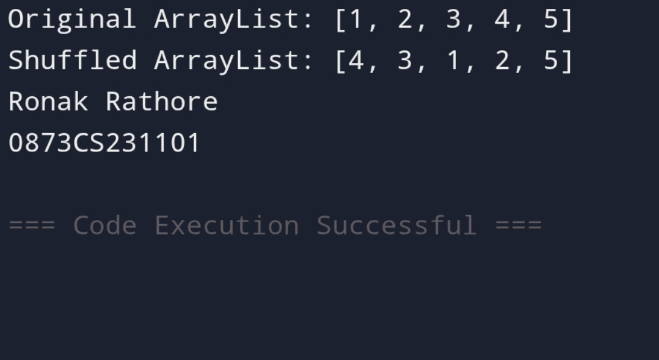 Original ArrayList: [1, 2, 3, 4, 5]
Shuffled ArrayList: [4, 3, 1, 2, 5]
Ronak Rathore
0873CS231101
=== Code Execution Successful ===